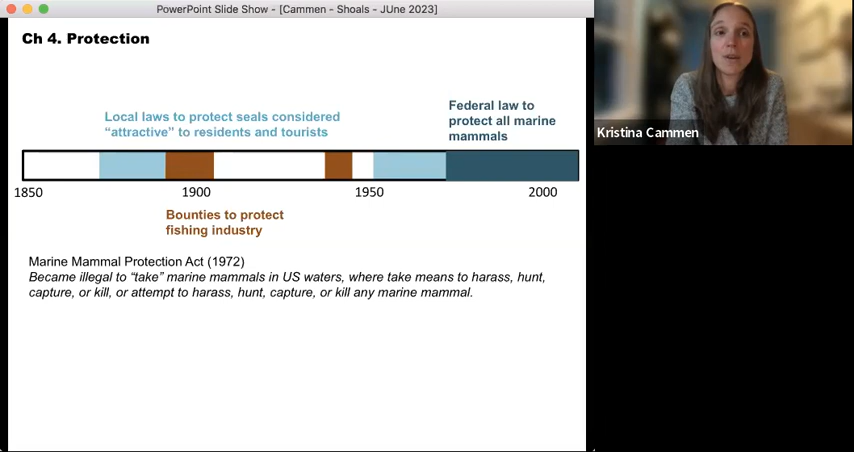 PowerPoint Slide Show - [Cammen - Shoals - JUne 2023]
Ch 4. Protection
Local laws to protect seals considered
“attractive” to residents and tourists
Federal law to
protect all marine
mammals
1850
1900
1950
2000
Bounties to protect
fishing industry
Marine Mammal Protection Act (1972)
Became illegal to “take” marine mammals in US waters, where take means to harass, hunt,
capture, or kill, or attempt to harass, hunt, capture, or kill any marine mammal.
Kristina Cammen